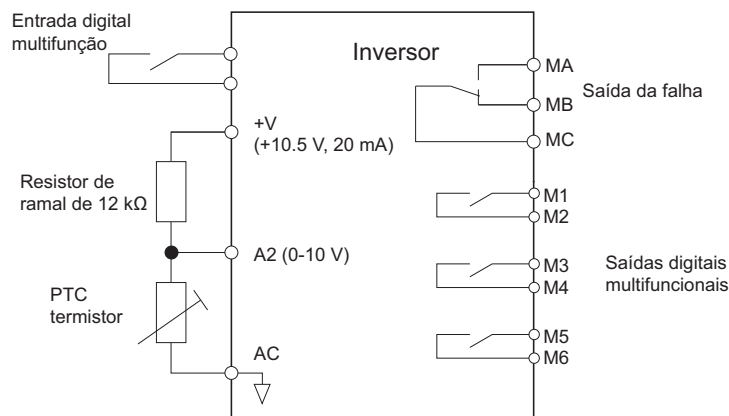 Entrada digital
multifunção
Inversor
MA
MB
MC
Saída da falha
+V
(+10.5 V, 20 mA)
Resistor de
ramal de 12 kΩ
M1
M2
A2 (0-10 V)
M3
M4
Saídas digitais
multifuncionais
PTC
termistor
M5
M6
AC